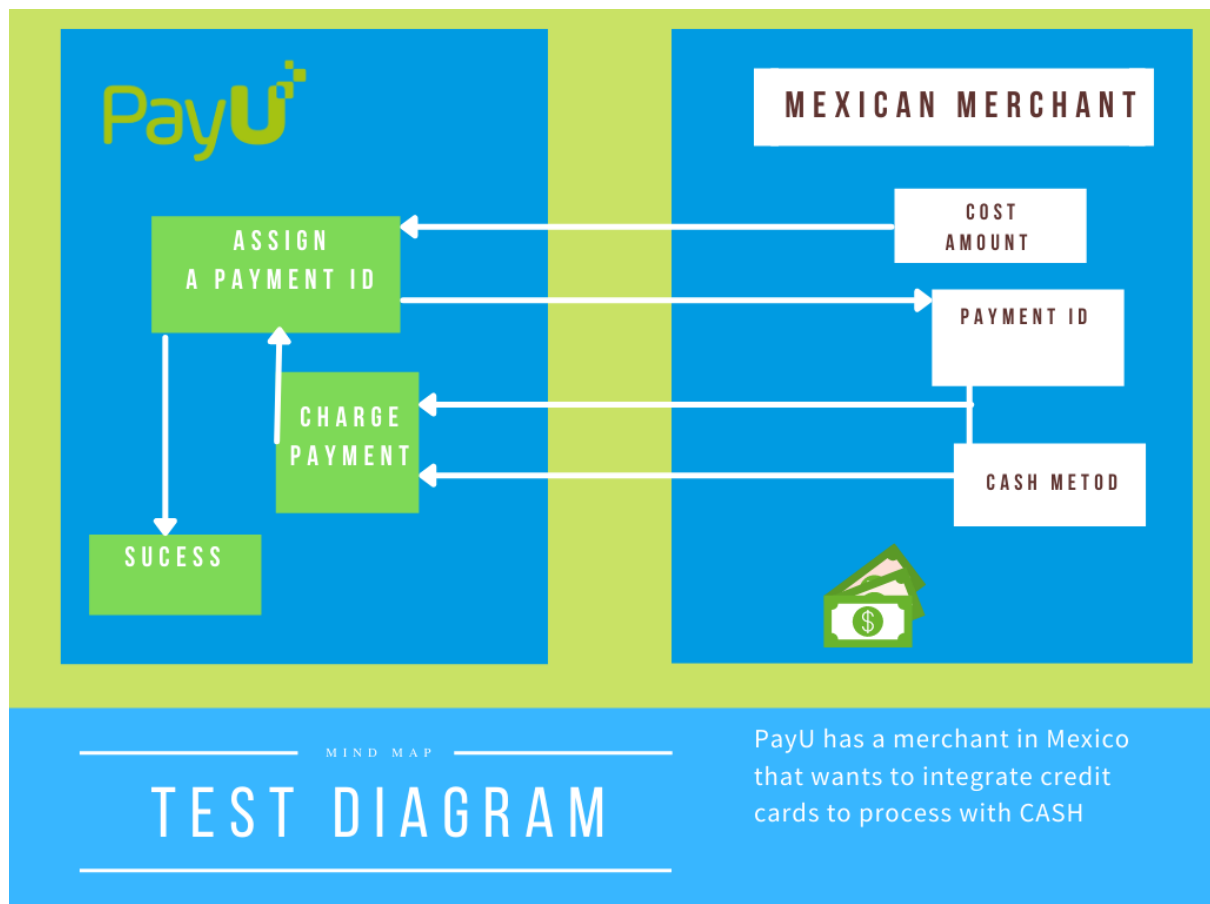 PayU
MEXICAN MERCHANT
COST
AMOUNT
ASSIGN
A PAYMENT ID
PAYMENT ID
CHARGE
PAYMENT
CASH METOD
SUCESS
$
MIND MAP
TEST DIAGRAM
PayU has a merchant in Mexico
that wants to integrate credit
cards to process with CASH